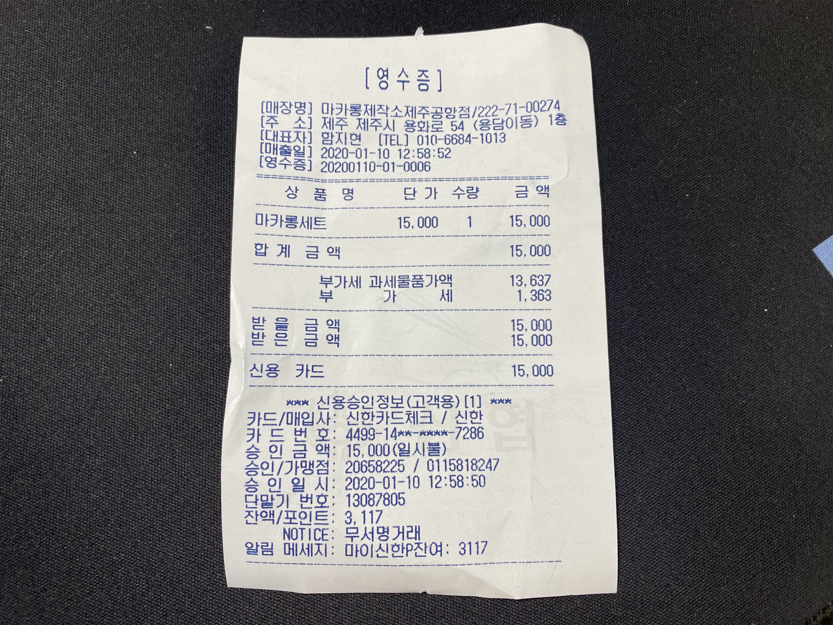 [영수증]
[매장명] 마카롱제작소제주공항점/222-71-00274
[주 소] 제주 제주시 용화로 54 (용담이동) 1층
[대표자] 함지현 [TEL] 010-6684-1013
[매출일] 2020-01-10 12:58:52
[영수증] 20200110-01-0006
상 품 명 단 가 수량 금 액
마카롱세트 15,000 1 15,000
합 계 금 액 15,000
부가세 과세물품가액 13,637
부 가 세 1,363
받 을 금 액 15,000
받 은 금 액 15,000
신용 카드 15,000
*** 신용승인정보(고객용)[1] ***
카드/매입사: 신한카드체크 / 신한
카 드 번 호: 4499-14**-****-7286
승 인 금 액: 15,000(일시불)
승인/가맹점: 20658225 / 0115818247
승 인 일 시: 2020-01-10 12:58:50
단말기 번호: 13087805
잔액/포인트: 3,117
NOTICE: 무서명거래
알림 메세지: 마이신한P잔여: 3117